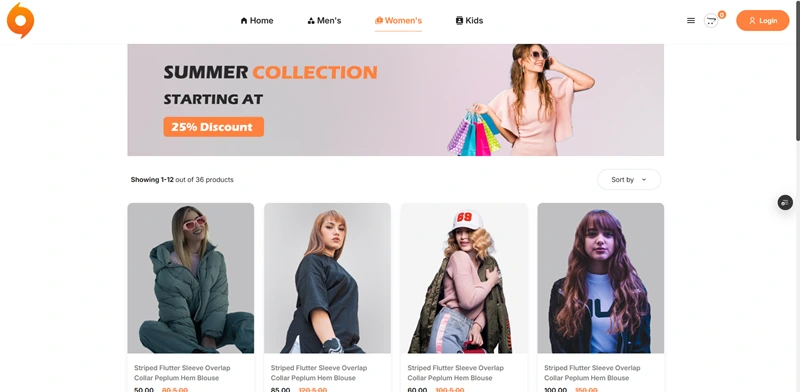 Home
Men's
Women's
Kids
0
Login
SUMMER COLLECTION
STARTING AT
25% Discount
Showing 1-12 out of 36 products
Sort by
69
Striped Flutter Sleeve Overlap
Collar Peplum Hem Blouse
50.00 80.5.00
Striped Flutter Sleeve Overlap
Collar Peplum Hem Blouse
85.00 120.5.00
Striped Flutter Sleeve Overlap
Collar Peplum Hem Blouse
60.00 100.5.00
Striped Flutter Sleeve Overlap
Collar Peplum Hem Blouse
100.00 150.00